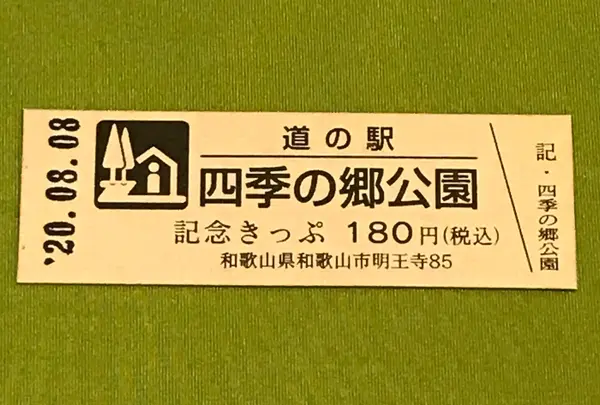 '20.08.08
道の駅
四季の郷公園
記念きっぷ 180円(税込)
和歌山県和歌山市明王寺85
記・四季の郷公園